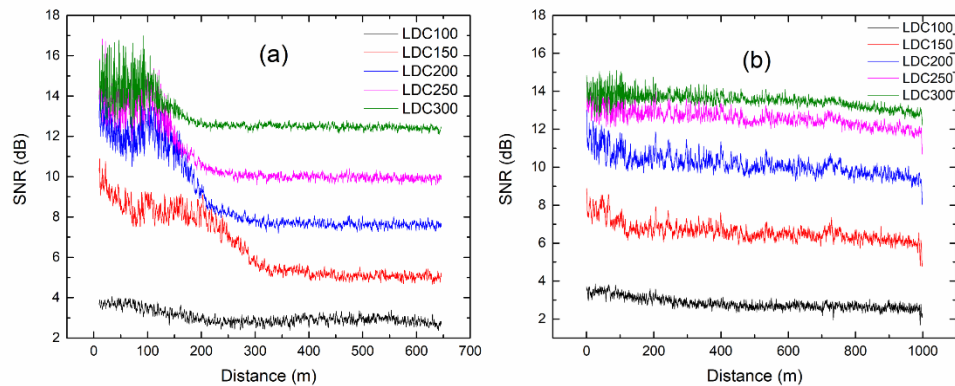 (a)
LDC100
LDC150
LDC200
LDC250
LDC300
SNR (dB)
18
16
14
12
10
8
6
4
2
0 100 200 300 400 500 600 700
Distance (m)
(b)
LDC100
LDC150
LDC200
LDC250
LDC300
SNR (dB)
18
16
14
12
10
8
6
4
2
0 200 400 600 800 1000
Distance (m)